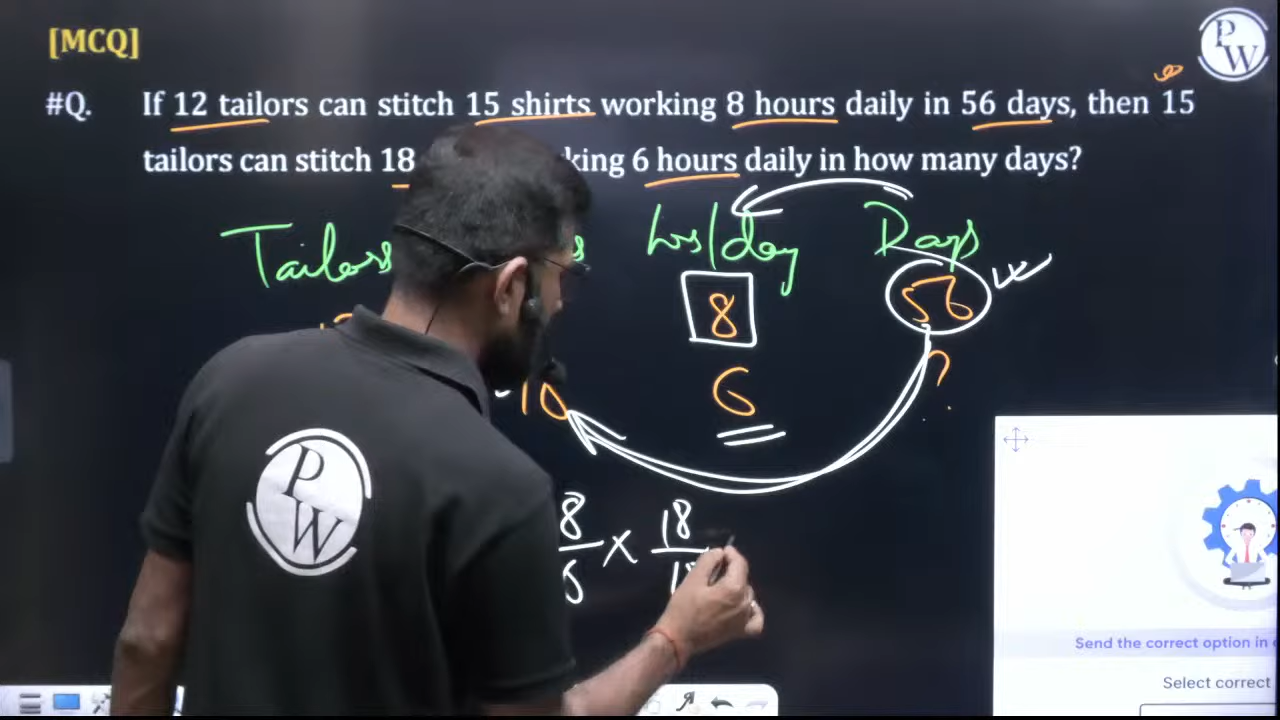 [MCQ]
P W
#Q. If 12 tailors can stitch 15 shirts working 8 hours daily in 56 days, then 15
tailors can stitch 18 king 6 hours daily in how many days?
Tailors s hrs/day Days
8 56
6 ?
8/6 × 18/
P W
Send the correct option in
Select correct